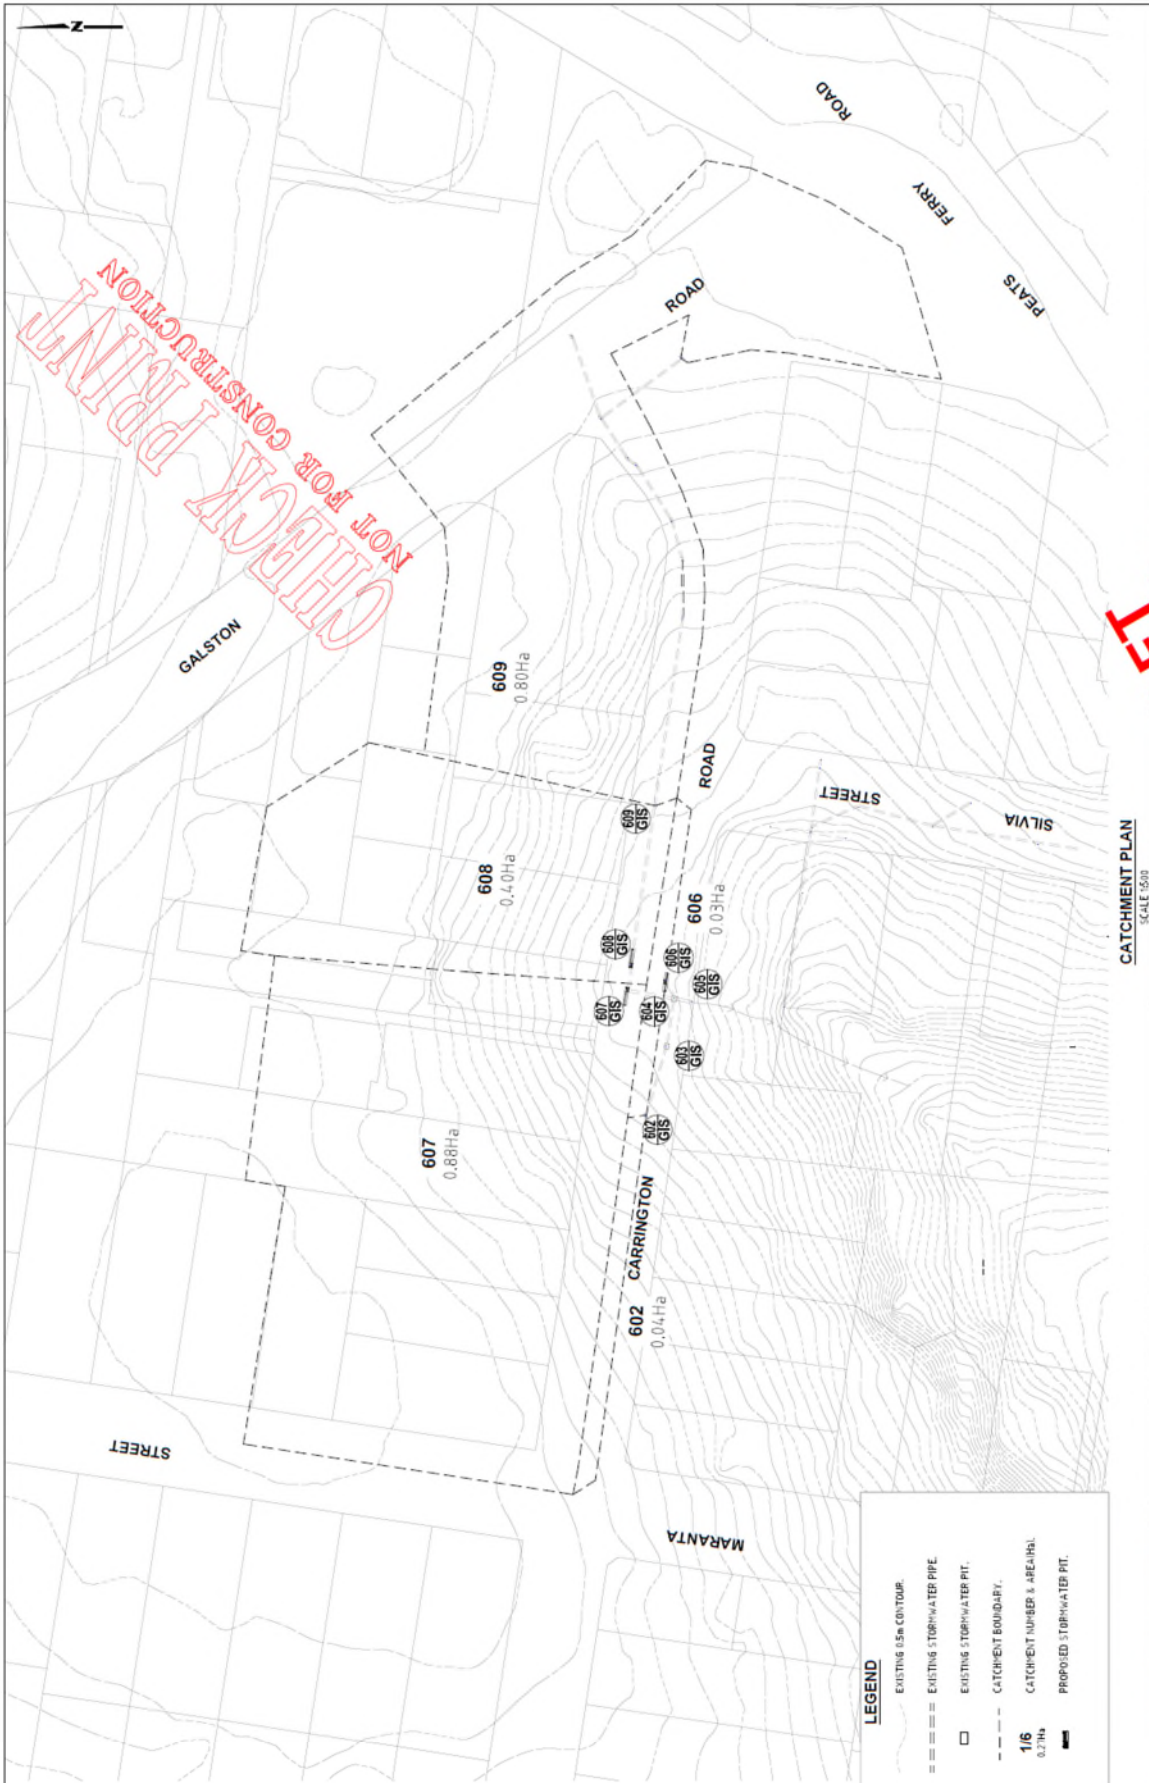 N
CHECK PRINT
NOT FOR CONSTRUCTION
GALSTON
ROAD
ROAD
FERRY
PEATS
609
0.80Ha
608
0.40Ha
607
0.88Ha
606
0.03Ha
602
0.04Ha
CARRINGTON
ROAD
STREET
SILVIA
STREET
MARANTA
609
GIS
608
GIS
607
GIS
606
GIS
605
GIS
604
GIS
603
GIS
602
GIS
LEGEND
EXISTING 0.5m CONTOUR.
EXISTING STORMWATER PIPE.
EXISTING STORMWATER PIT.
CATCHMENT BOUNDARY.
1/6
0.27Ha
CATCHMENT NUMBER & AREA(Ha).
PROPOSED STORMWATER PIT.
CATCHMENT PLAN
SCALE 1:500